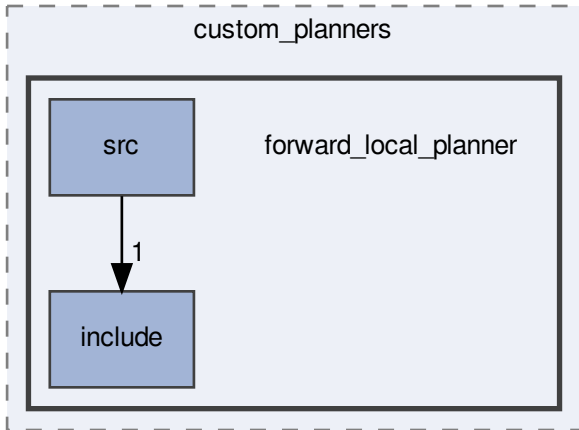 custom_planners
src
forward_local_planner
1
include